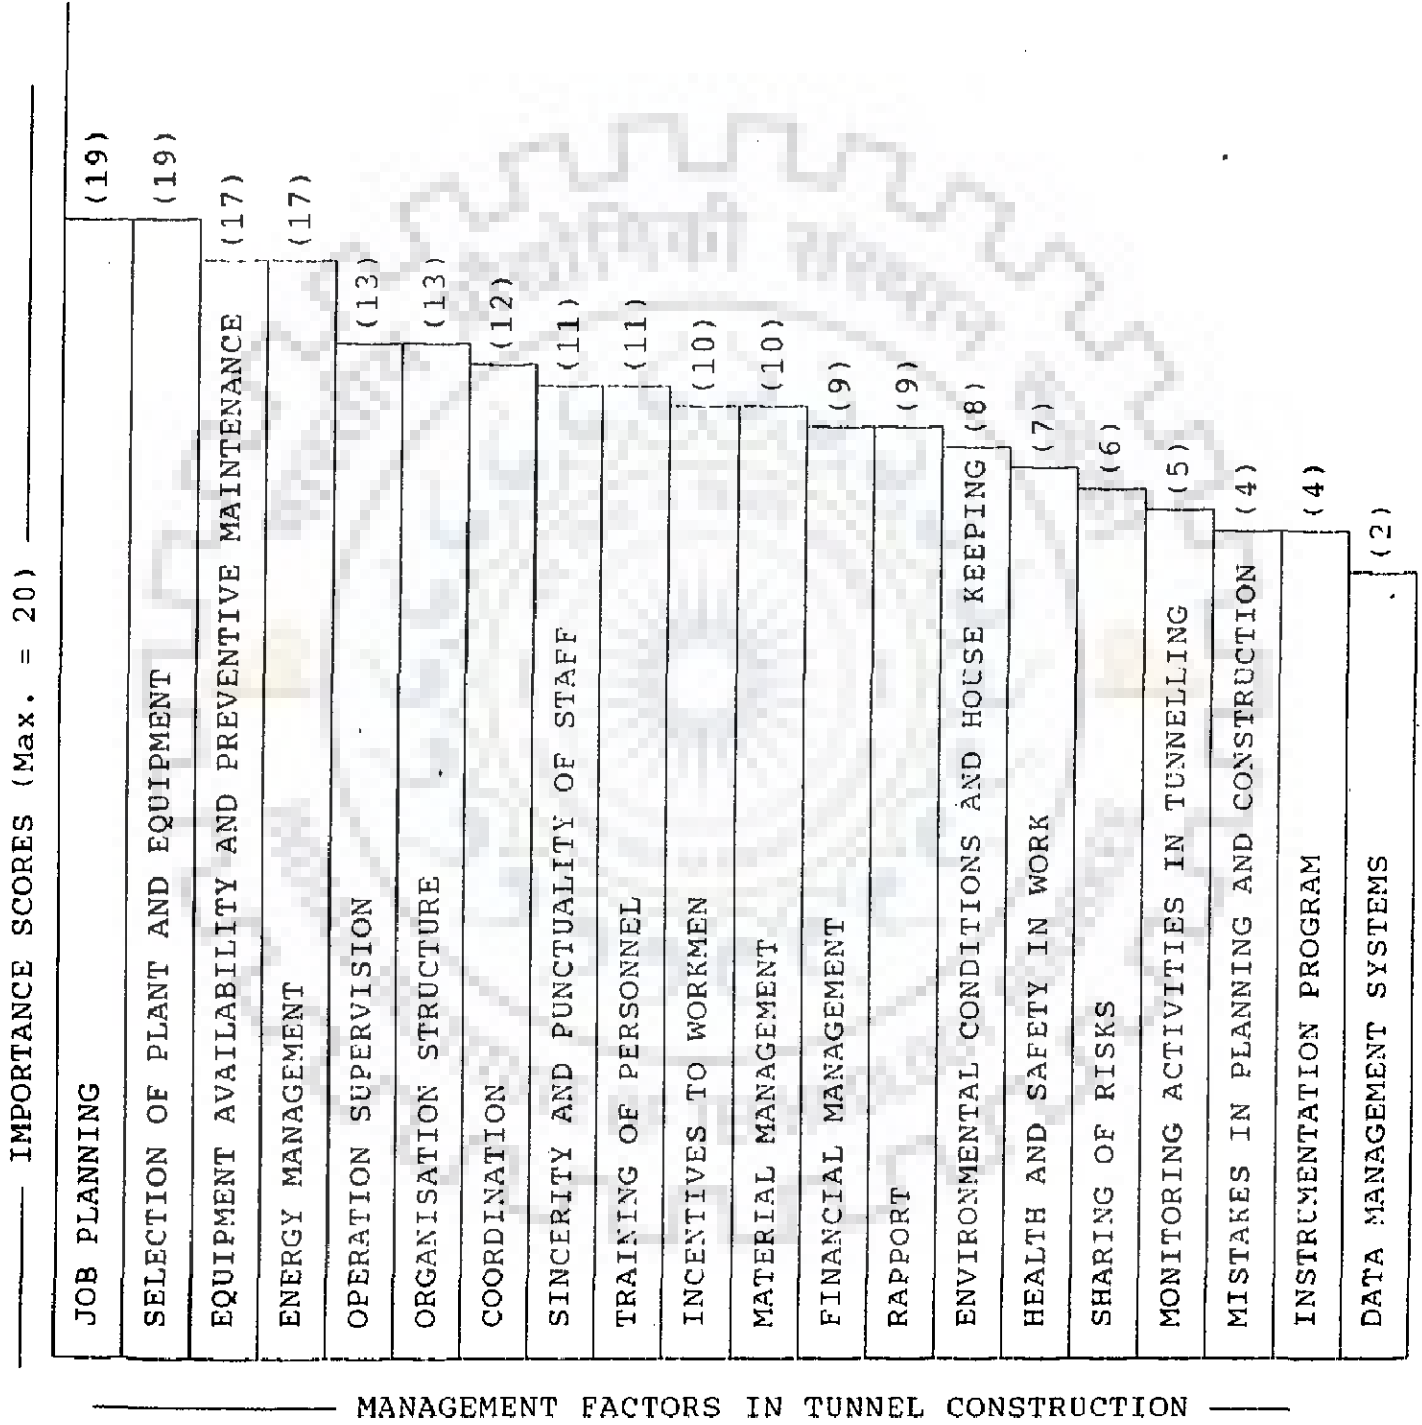 IMPORTANCE SCORES (Max. = 20)
JOB PLANNING (19)
SELECTION OF PLANT AND EQUIPMENT (19)
EQUIPMENT AVAILABILITY AND PREVENTIVE MAINTENANCE (17)
ENERGY MANAGEMENT (17)
OPERATION SUPERVISION (13)
ORGANISATION STRUCTURE (13)
COORDINATION (12)
SINCERITY AND PUNCTUALITY OF STAFF (11)
TRAINING OF PERSONNEL (11)
INCENTIVES TO WORKMEN (10)
MATERIAL MANAGEMENT (10)
FINANCIAL MANAGEMENT (9)
RAPPORT (9)
ENVIRONMENTAL CONDITIONS AND HOUSE KEEPING (8)
HEALTH AND SAFETY IN WORK (7)
SHARING OF RISKS (6)
MONITORING ACTIVITIES IN TUNNELLING (5)
MISTAKES IN PLANNING AND CONSTRUCTION (4)
INSTRUMENTATION PROGRAM (4)
DATA MANAGEMENT SYSTEMS (2)
MANAGEMENT FACTORS IN TUNNEL CONSTRUCTION